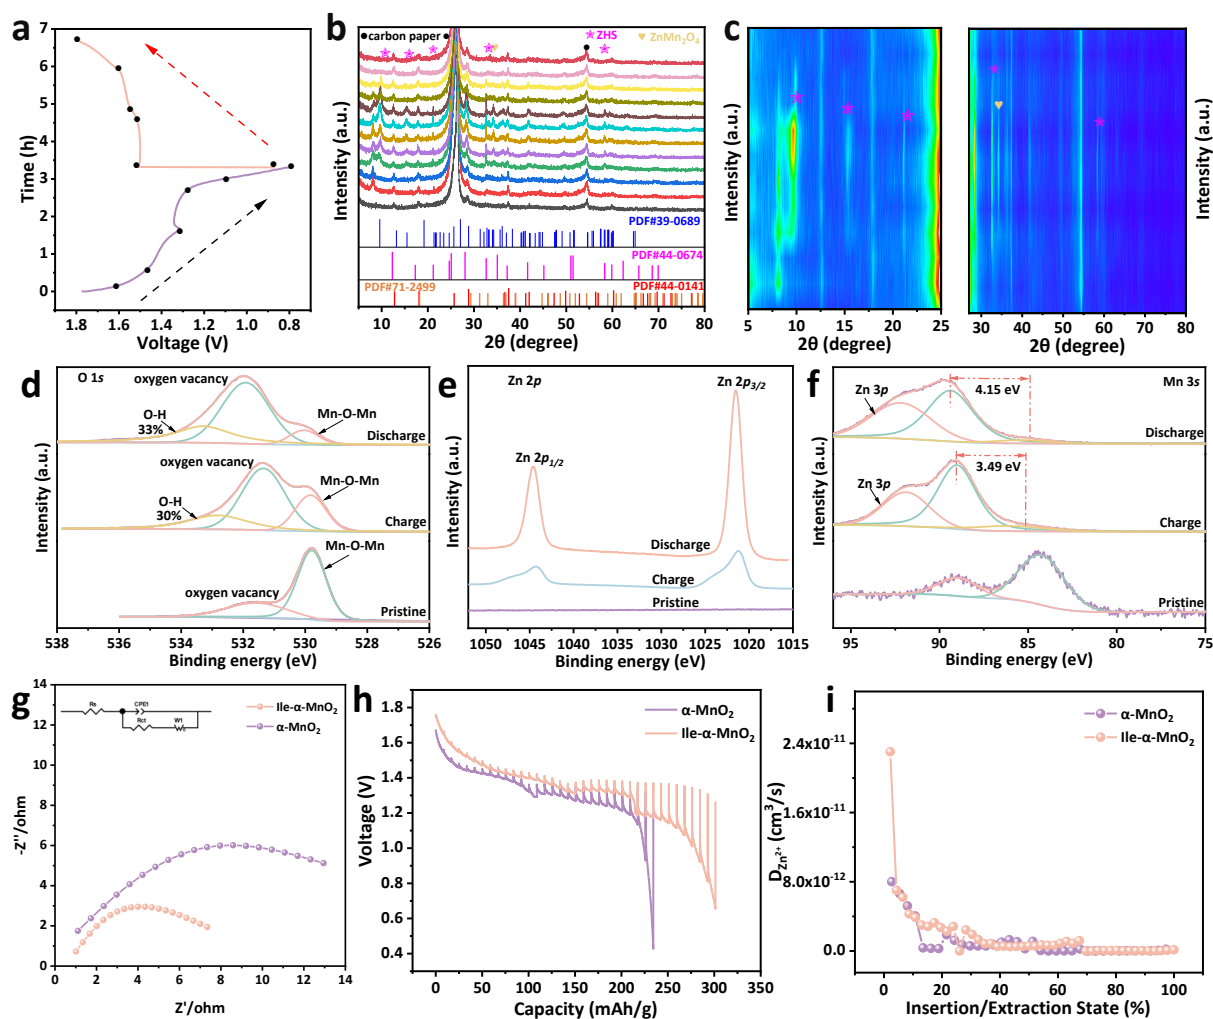 a
Time (h)
7
6
5
4
3
2
1
0
1.8
1.6
1.4
1.2
1.0
0.8
Voltage (V)
b
Intensity (a.u.)
carbon paper
ZHS
ZnMn₂O₄
PDF#39-0689
PDF#44-0674
PDF#71-2499
PDF#44-0141
10
20
30
40
50
60
70
80
2θ (degree)
c
Intensity (a.u.)
5
10
15
20
25
2θ (degree)
Intensity (a.u.)
30
40
50
60
70
80
2θ (degree)
d
O 1s
Intensity (a.u.)
oxygen vacancy
O-H
33%
Mn-O-Mn
Discharge
oxygen vacancy
Mn-O-Mn
O-H
30%
Charge
Mn-O-Mn
oxygen vacancy
Pristine
538
536
534
532
530
528
526
Binding energy (eV)
e
Zn 2p
Zn 2p₃/₂
Zn 2p₁/₂
Intensity (a.u.)
Discharge
Charge
Pristine
1050
1045
1040
1035
1030
1025
1020
1015
Binding energy (eV)
f
Mn 3s
Intensity (a.u.)
Zn 3p
4.15 eV
Discharge
Zn 3p
3.49 eV
Charge
Pristine
95
90
85
80
75
Binding energy (eV)
g
-Z''/ohm
14
12
10
8
6
4
2
0
Rs
CPE1
Rct
W1
Ile-α-MnO₂
α-MnO₂
0
2
4
6
8
10
12
14
Z'/ohm
h
Voltage (V)
1.8
1.6
1.4
1.2
1.0
0.8
0.6
0.4
α-MnO₂
Ile-α-MnO₂
0
50
100
150
200
250
300
350
Capacity (mAh/g)
i
D_Zn²⁺ (cm³/s)
2.4x10⁻¹¹
1.6x10⁻¹¹
8.0x10⁻¹²
0.0
α-MnO₂
Ile-α-MnO₂
0
20
40
60
80
100
Insertion/Extraction State (%)